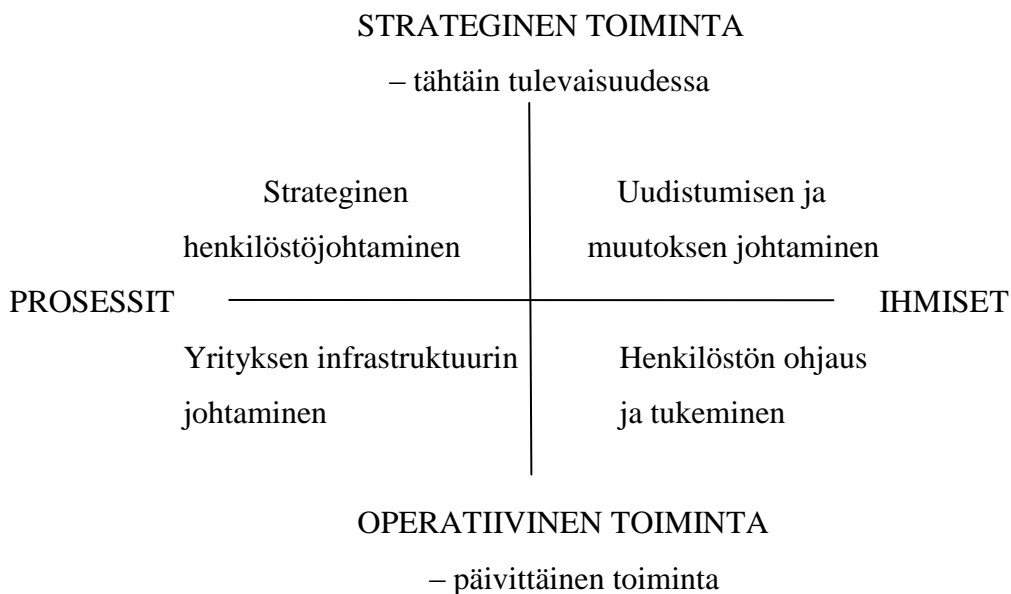 STRATEGINEN TOIMINTA
– tähtäin tulevaisuudessa
Strateginen
henkilöstöjohtaminen
Uudistumisen ja
muutoksen johtaminen
PROSESSIT
IHMISET
Yrityksen infrastruktuurin
johtaminen
Henkilöstön ohjaus
ja tukeminen
OPERATIIVINEN TOIMINTA
– päivittäinen toiminta